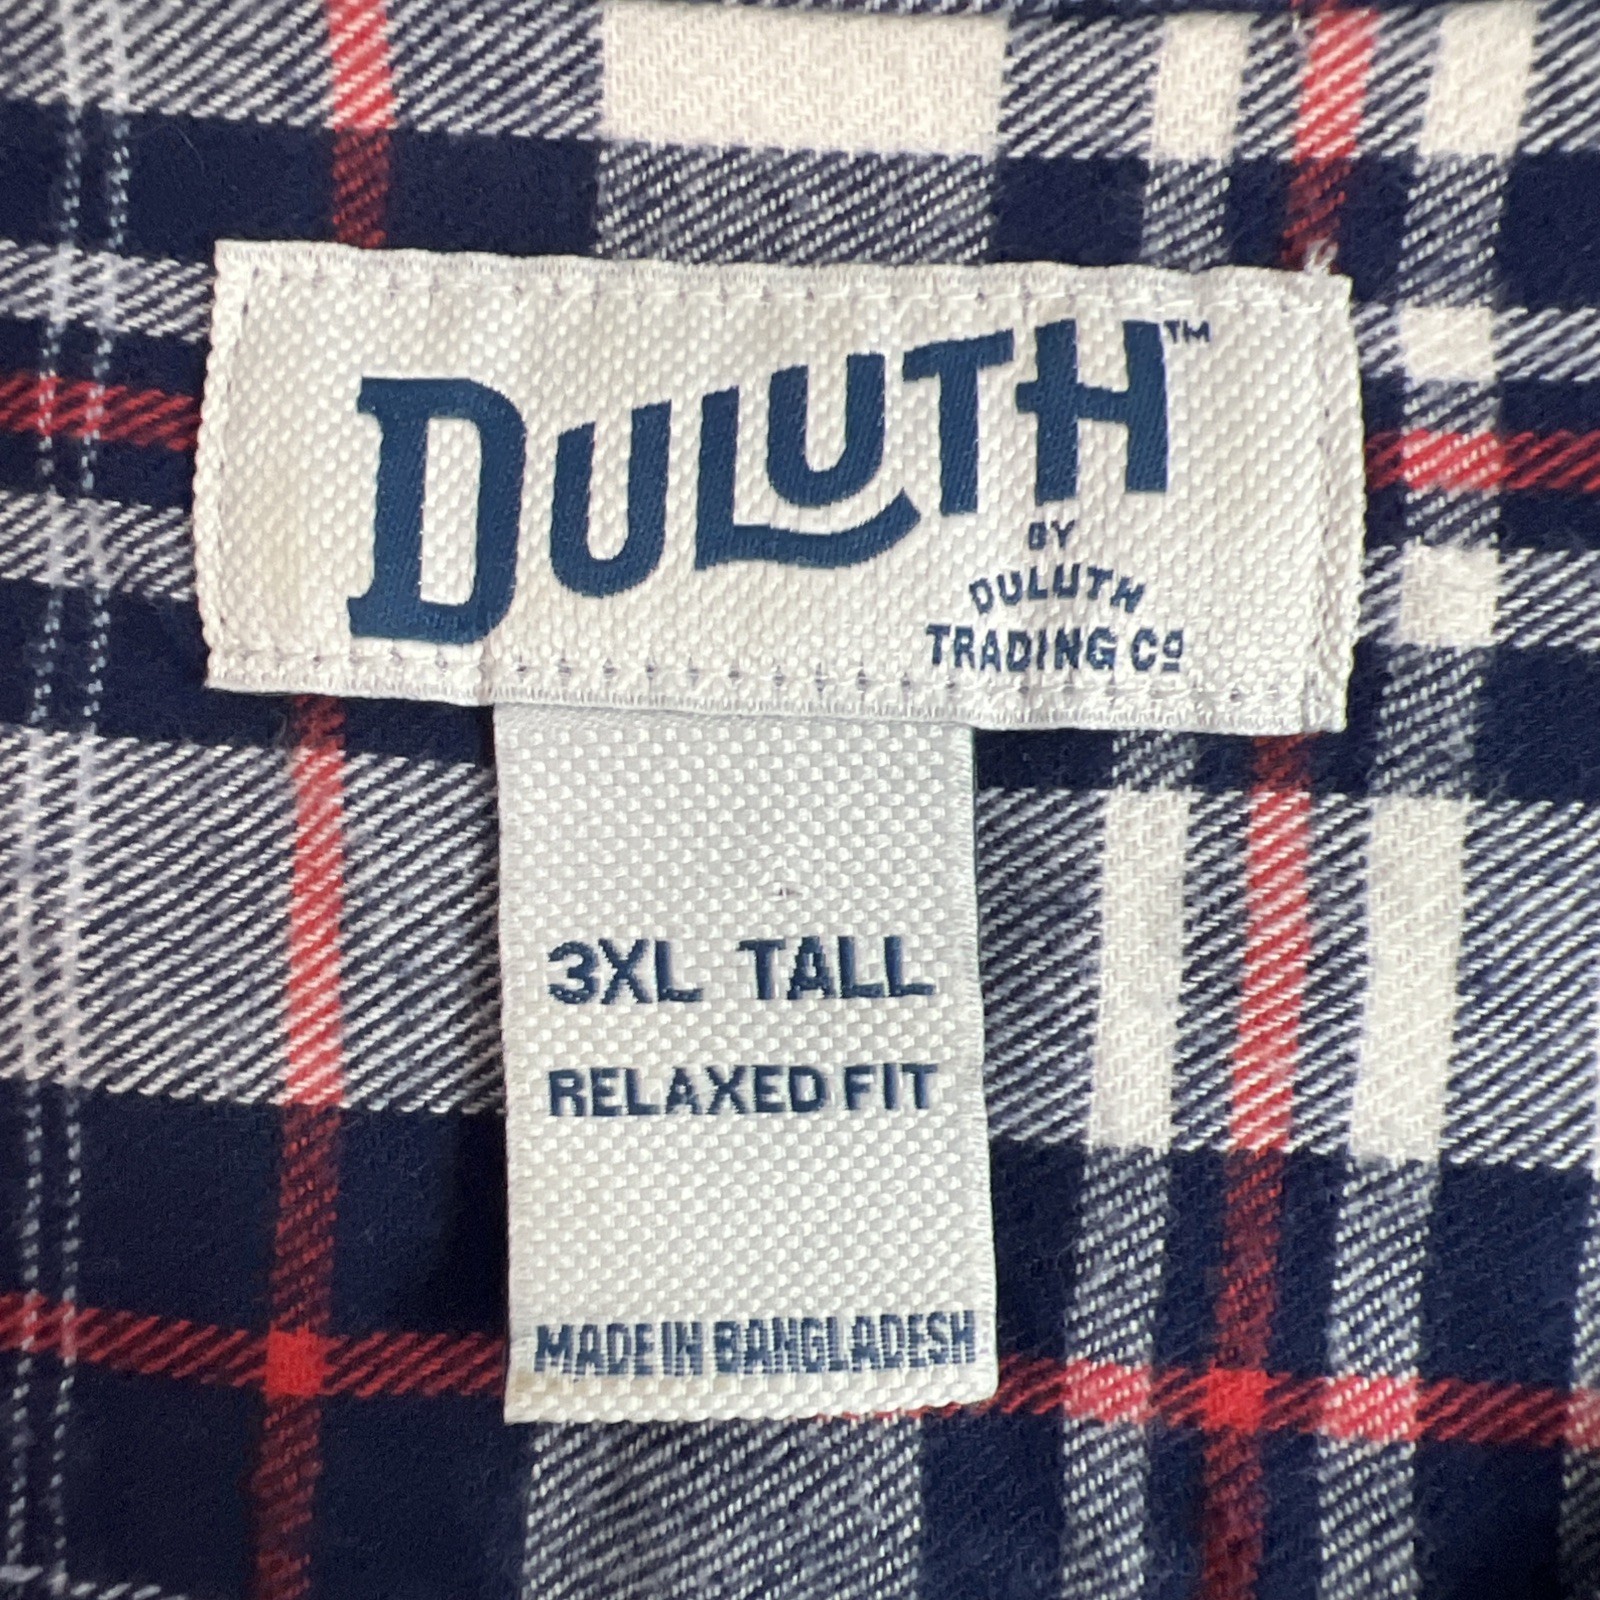 DULUTH™
BY
DULUTH
TRADING Cº
3XL TALL
RELAXED FIT
MADE IN BANGLADESH